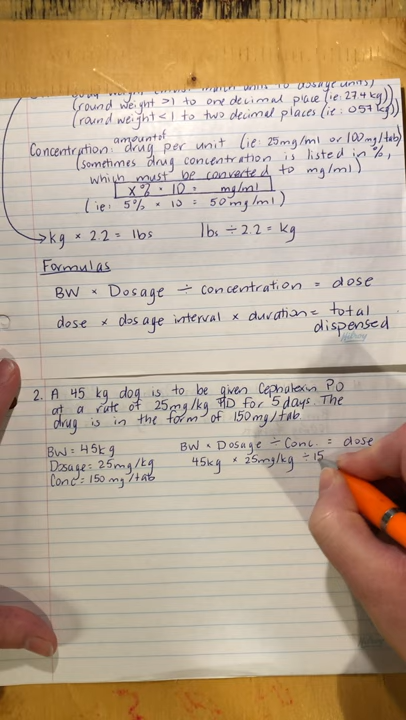 (round weight >1 to one decimal place (ie: 27.4 kg))
(round weight <1 to two decimal places (ie: 0.57 kg))
amount of
Concentration: drug per unit (ie: 25mg/ml or 100mg/tab)
(sometimes drug concentration is listed in %,
which must be converted to mg/ml)
X% × 10 = mg/ml
(ie: 5% × 10 = 50mg/ml)
kg × 2.2 = lbs lbs ÷ 2.2 = kg
Formulas
BW × Dosage ÷ concentration = dose
dose × dosage interval × duration = total
dispensed
Hilroy
2. A 45 kg dog is to be given Cephalexin PO
at a rate of 25mg/kg for 5 days. The
drug is in the form of 150mg/tab.
BW = 45kg BW × Dosage ÷ Conc. = dose
Dosage = 25mg/kg 45kg × 25mg/kg ÷ 15
Conc = 150mg/tab